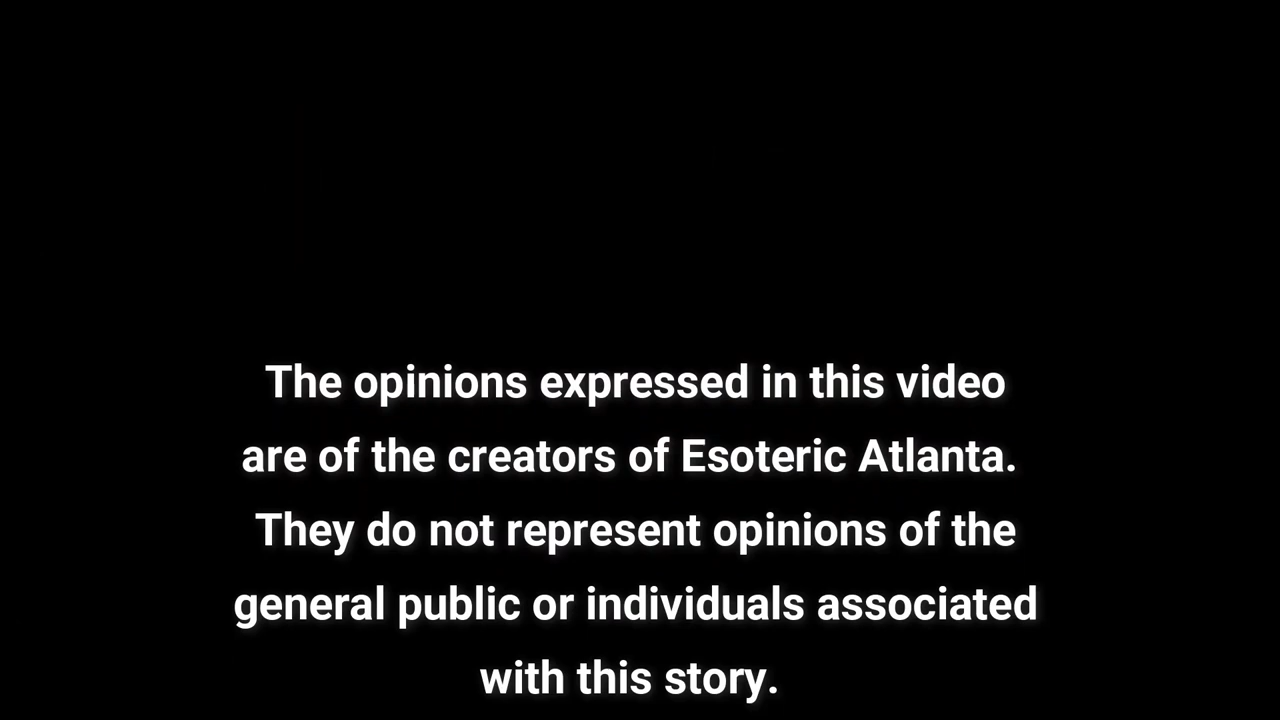 The opinions expressed in this video
are of the creators of Esoteric Atlanta.
They do not represent opinions of the
general public or individuals associated
with this story.